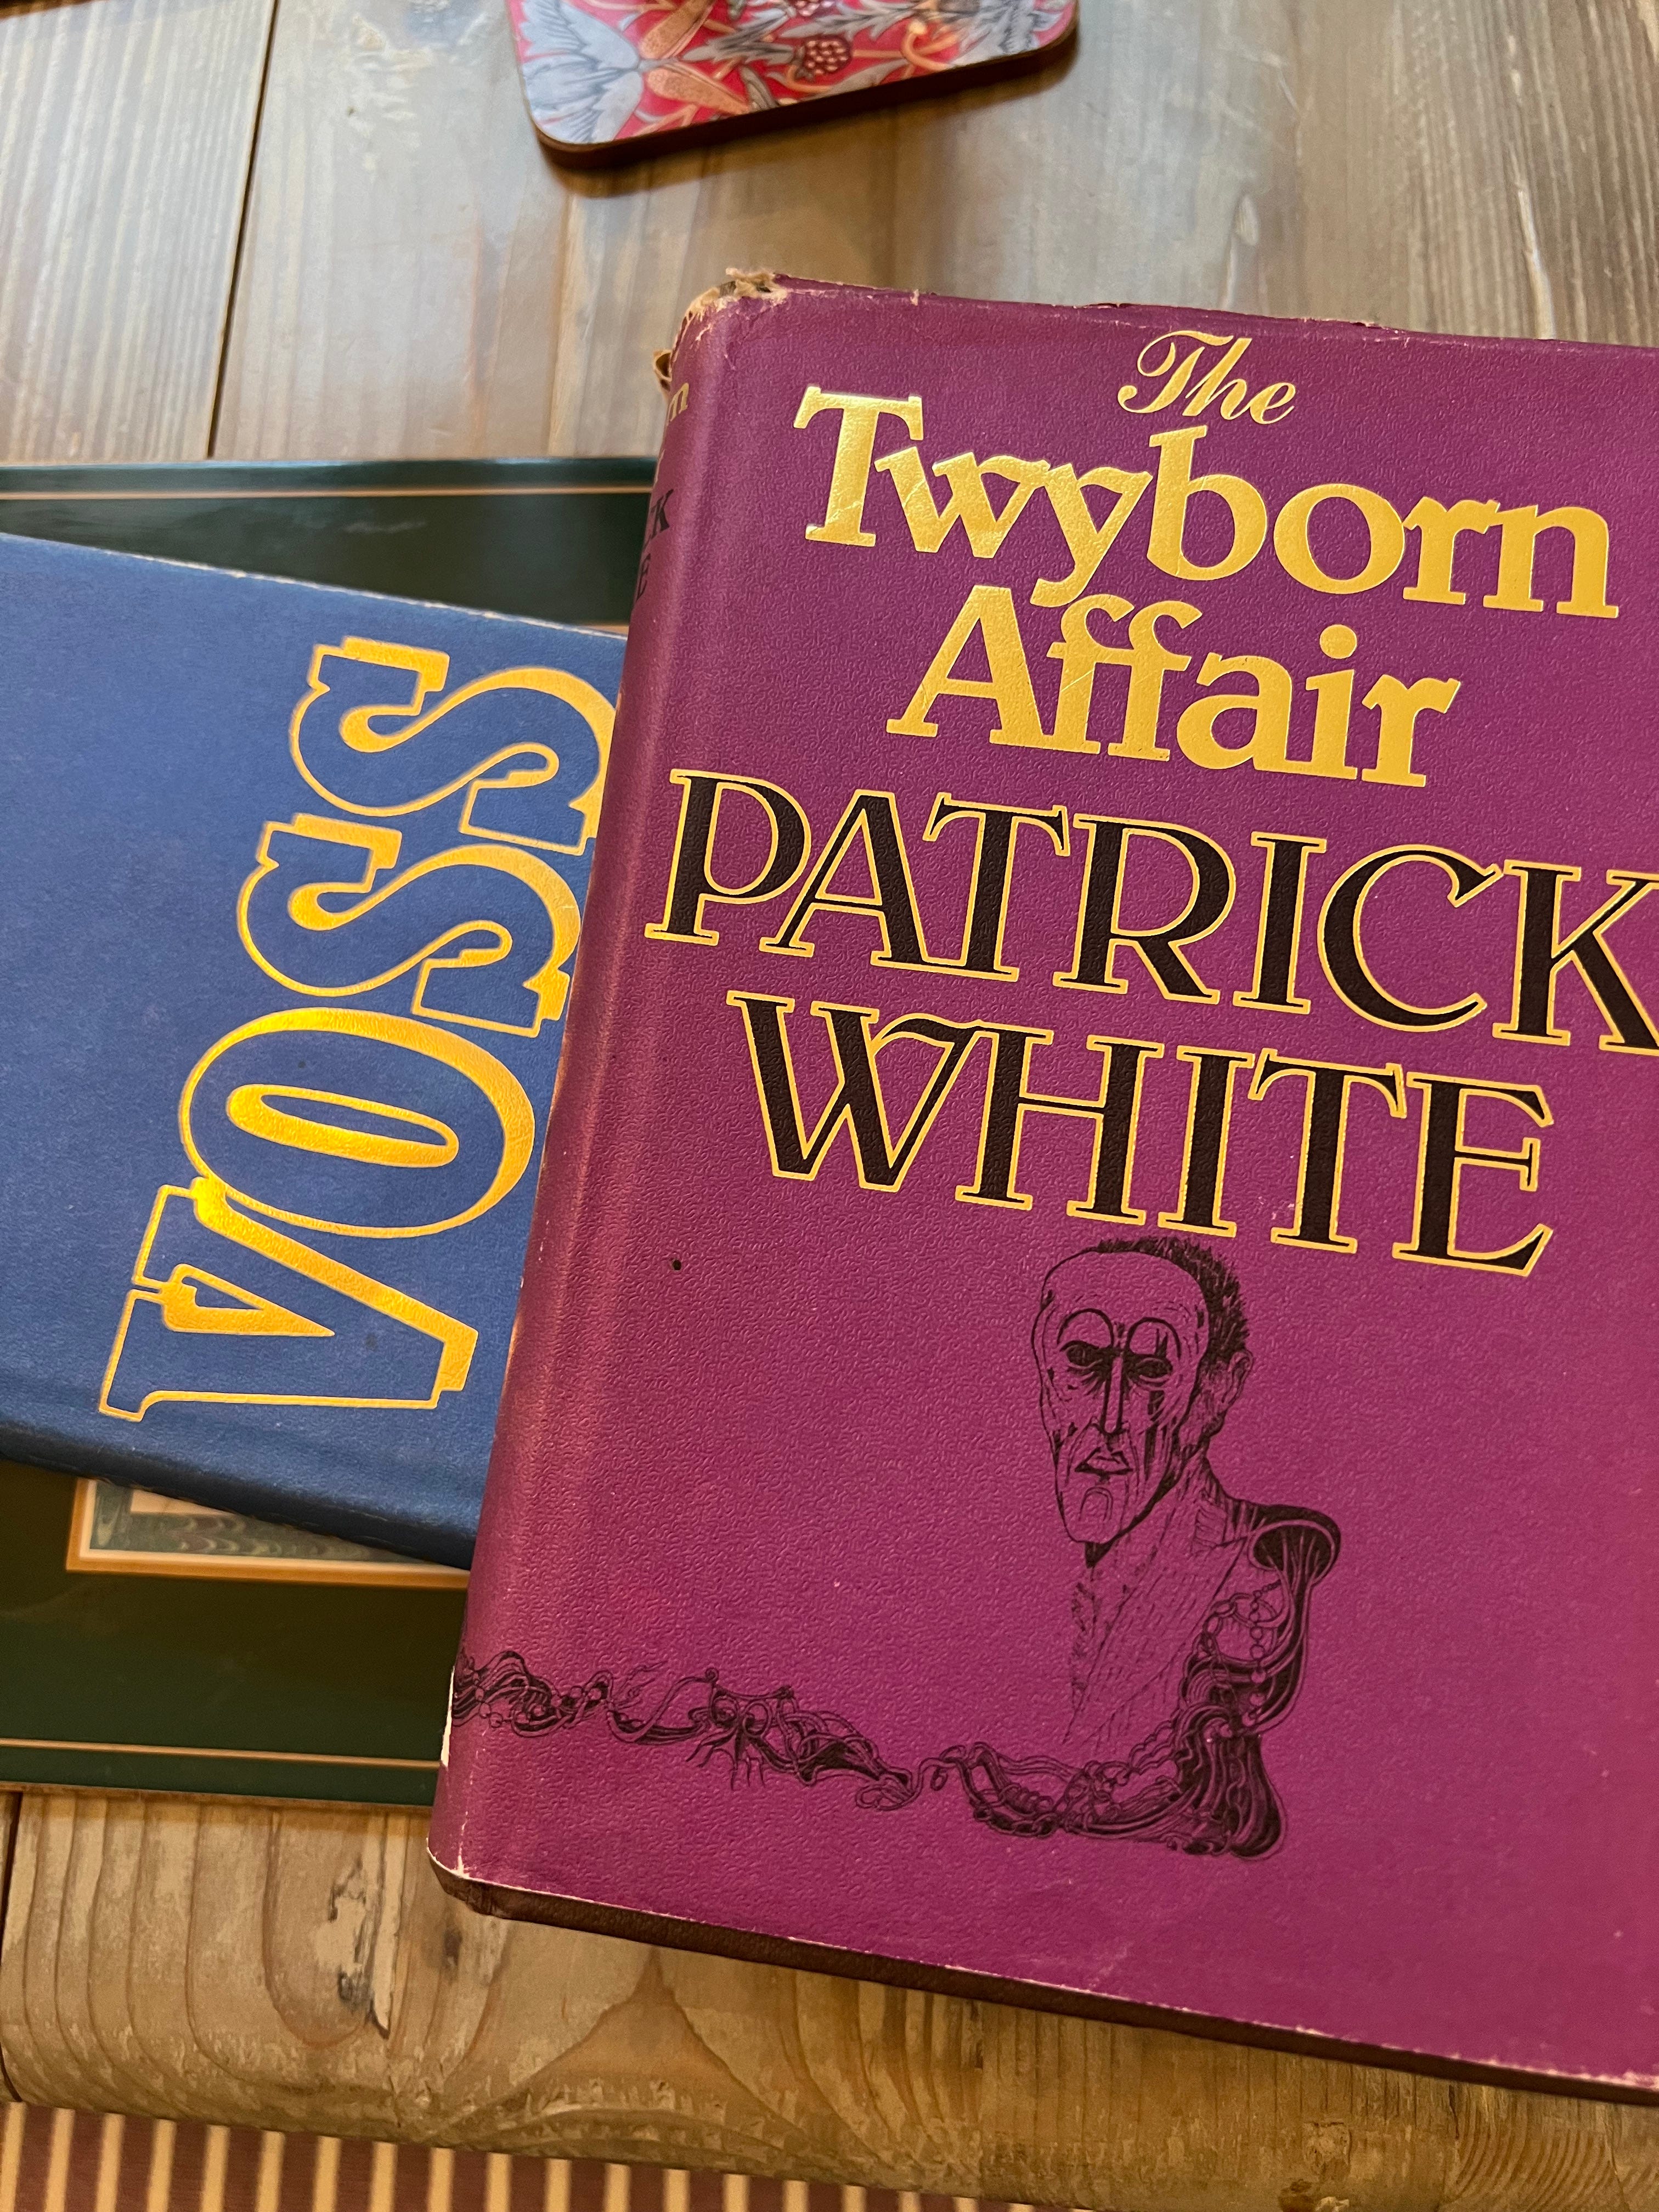 VOSS
The
Twyborn
Affair
PATRICK
WHITE